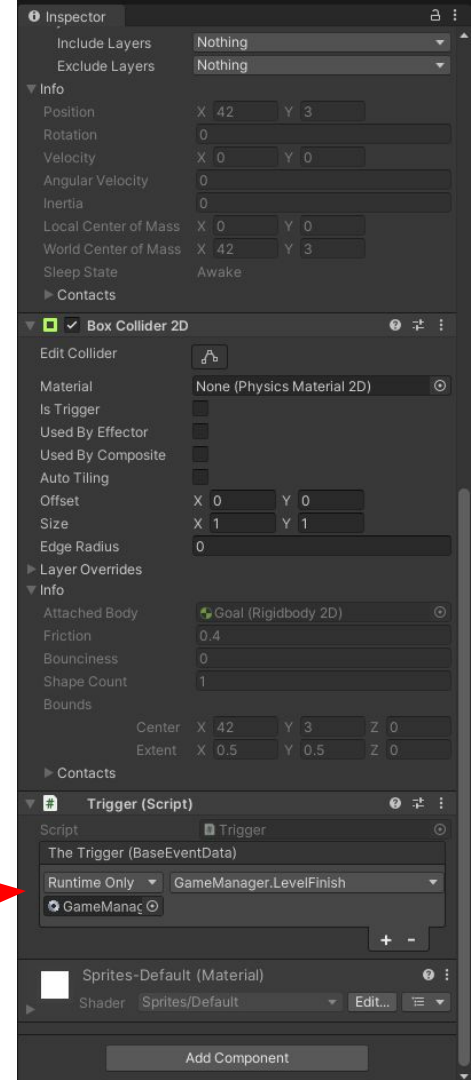 Inspector
Include Layers Nothing
Exclude Layers Nothing
Info
Position X 42 Y 3
Rotation 0
Velocity X 0 Y 0
Angular Velocity 0
Inertia 0
Local Center of Mass X 0 Y 0
World Center of Mass X 42 Y 3
Sleep State Awake
Contacts
Box Collider 2D
Edit Collider
Material None (Physics Material 2D)
Is Trigger
Used By Effector
Used By Composite
Auto Tiling
Offset X 0 Y 0
Size X 1 Y 1
Edge Radius 0
Layer Overrides
Info
Attached Body Goal (Rigidbody 2D)
Friction 0.4
Bounciness 0
Shape Count 1
Bounds
Center X 42 Y 3 Z 0
Extent X 0.5 Y 0.5 Z 0
Contacts
# Trigger (Script)
Script # Trigger
The Trigger (BaseEventData)
Runtime Only GameManager.LevelFinish
GameManag
+ -
Sprites-Default (Material)
Shader Sprites/Default Edit...
Add Component